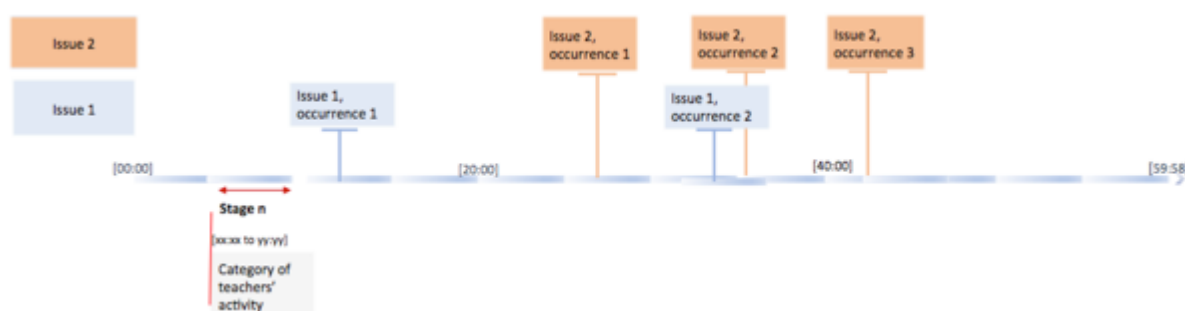 Issue 2
Issue 2,
occurrence 1
Issue 2,
occurrence 2
Issue 2,
occurrence 3
Issue 1
Issue 1,
occurrence 1
Issue 1,
occurrence 2
[00:00]
[20:00]
[40:00]
[59:58
Stage n
[xx:xx to yy:yy]
Category of
teachers'
activity